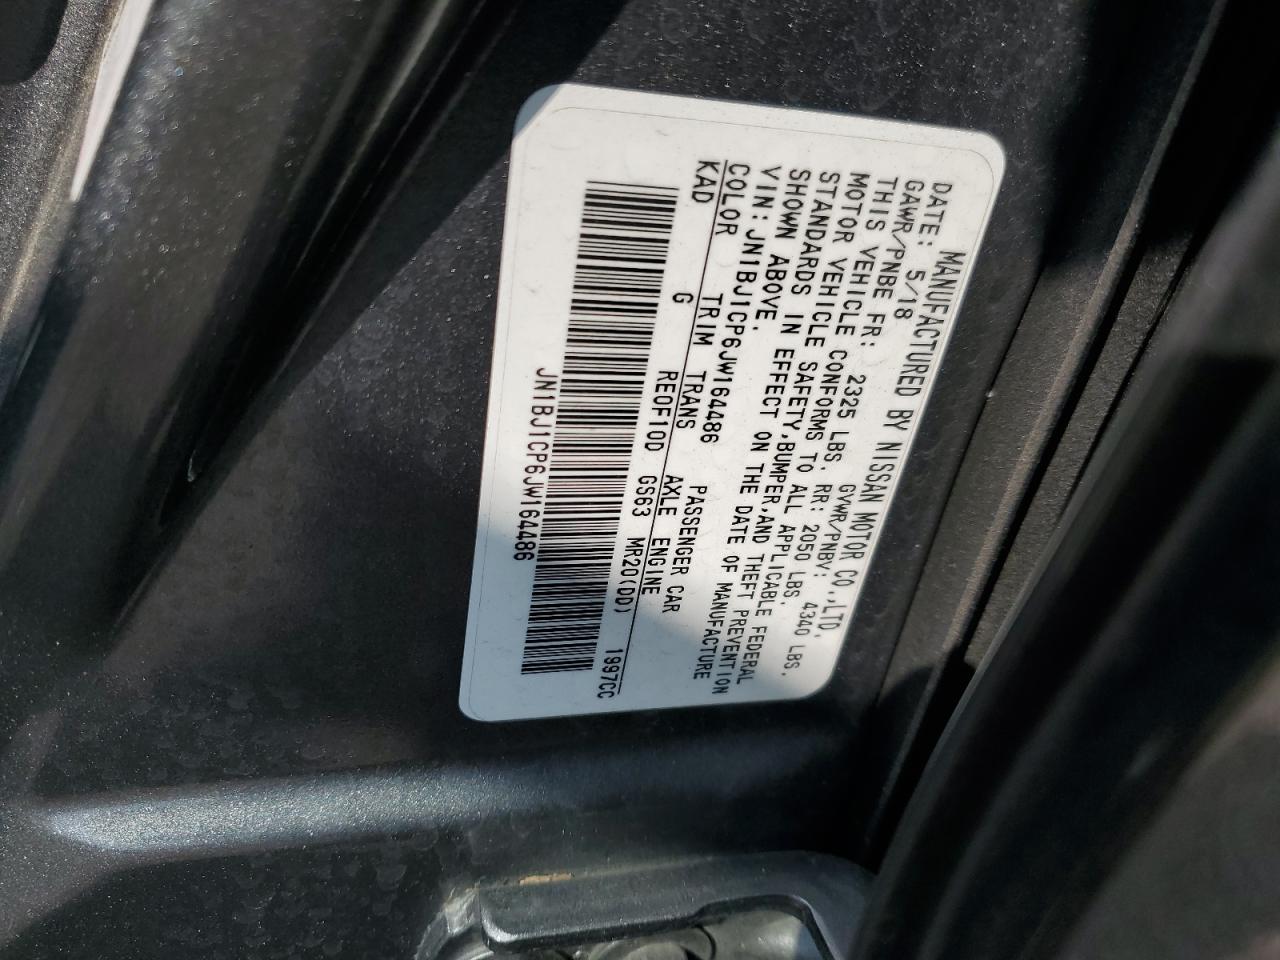 MANUFACTURED BY NISSAN MOTOR CO.,LTD.
DATE: 5/18 GVWR/PNBV: 4340 LBS.
GAWR/PNBE FR: 2325 LBS. RR: 2050 LBS.
THIS VEHICLE CONFORMS TO ALL APPLICABLE FEDERAL
MOTOR VEHICLE SAFETY,BUMPER,AND THEFT PREVENTION
STANDARDS IN EFFECT ON THE DATE OF MANUFACTURE
SHOWN ABOVE.
VIN: JN1BJ1CP6JW164486 PASSENGER CAR
COLOR TRIM TRANS AXLE ENGINE
KAD G RE0F10D GS63 MR20(DD) 1997CC
JN1BJ1CP6JW164486